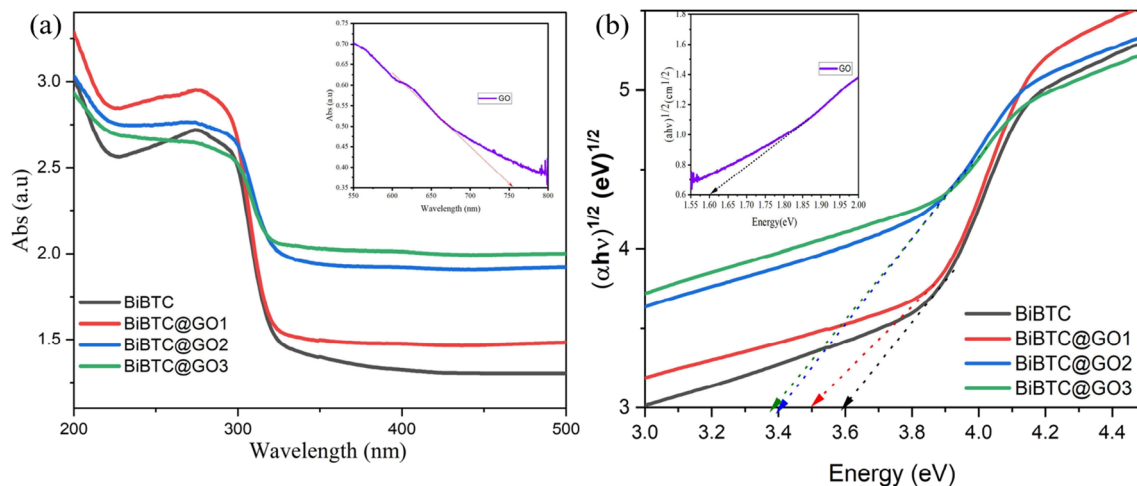 (a)
Abs (a.u)
3.0
2.5
2.0
1.5
200
300
400
500
Wavelength (nm)
BiBTC
BiBTC@GO1
BiBTC@GO2
BiBTC@GO3
Abs (a.u)
0.75
0.70
0.65
0.60
0.55
0.50
0.45
0.40
0.35
550
600
650
700
750
800
Wavelength (nm)
GO
(b)
(αhν)1/2 (eV)1/2
5
4
3
3.0
3.2
3.4
3.6
3.8
4.0
4.2
4.4
Energy (eV)
BiBTC
BiBTC@GO1
BiBTC@GO2
BiBTC@GO3
(ahv)1/2(cm1/2)
1.8
1.6
1.4
1.2
1.0
0.8
0.6
1.55
1.60
1.65
1.70
1.75
1.80
1.85
1.90
1.95
2.00
Energy(eV)
GO